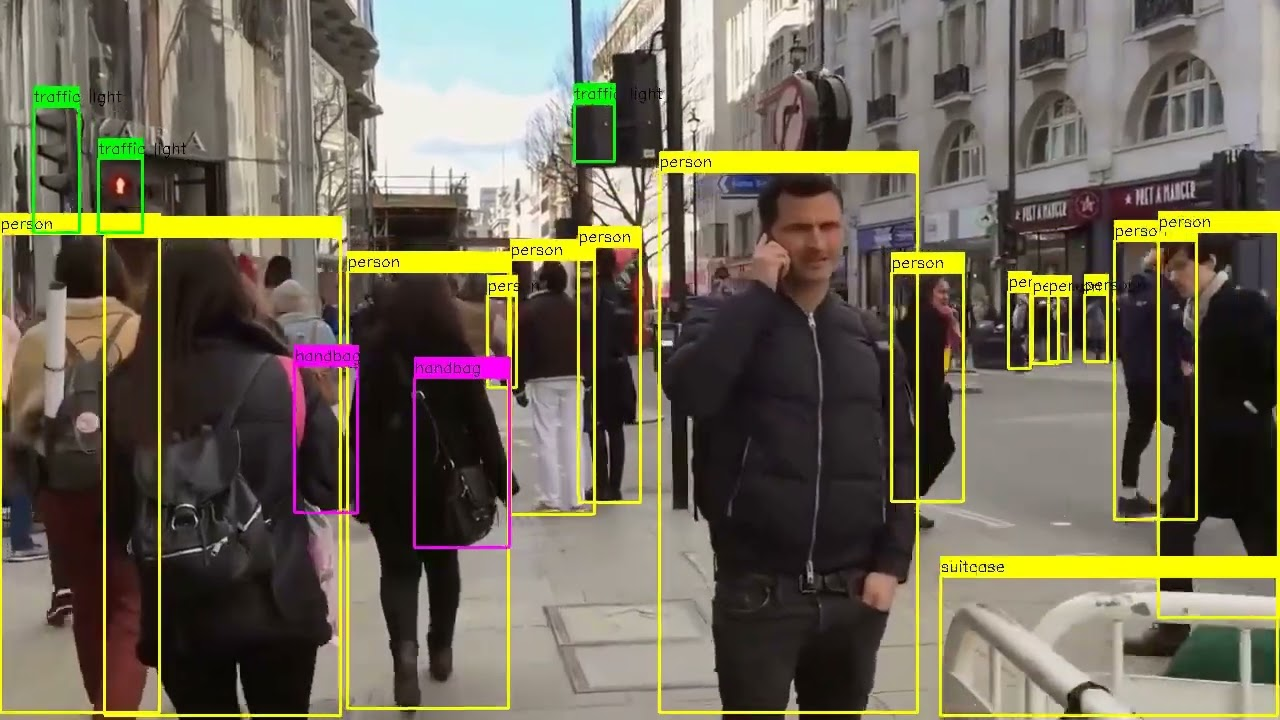 traffic light
traffic light
traffic light
person
PRET A MANGER
PRET A MANGER
person
person
person
person
person
person
person
person
handbag
handbag
suitcase